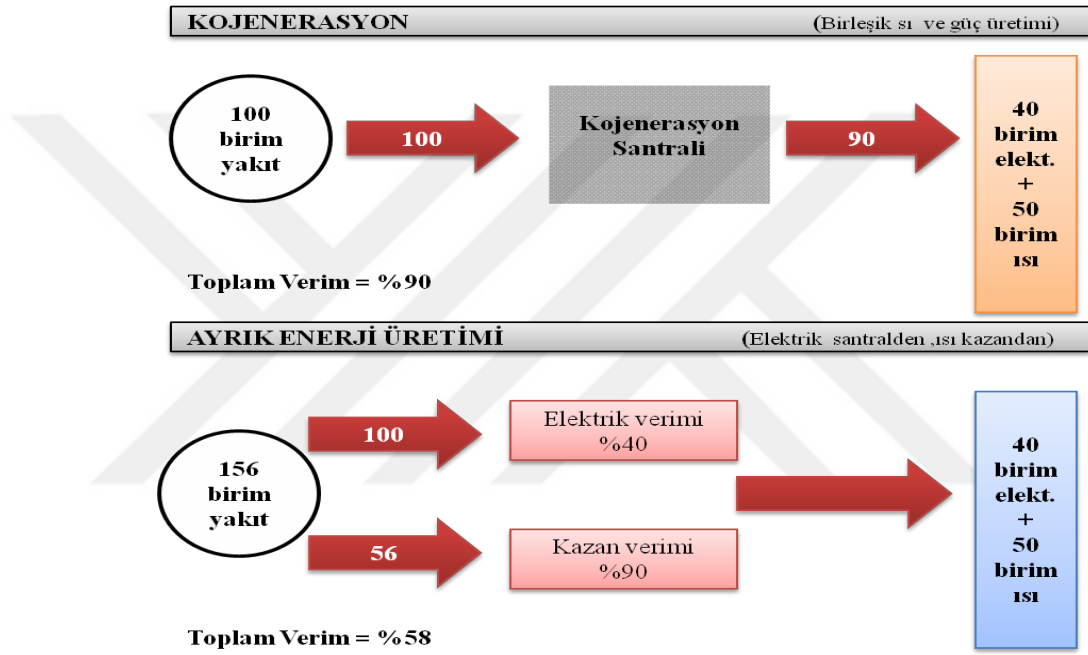 KOJENERASYON
(Birleşik sı ve güç üretimi)
100
birim
yakıt
100
Kojenerasyon
Santrali
90
40
birim
elekt.
+
50
birim
ısı
Toplam Verim = %90
AYRIK ENERJİ ÜRETİMİ
(Elektrik santralden ,ısı kazandan)
156
birim
yakıt
100
Elektrik verimi
%40
56
Kazan verimi
%90
40
birim
elekt.
+
50
birim
ısı
Toplam Verim = %58